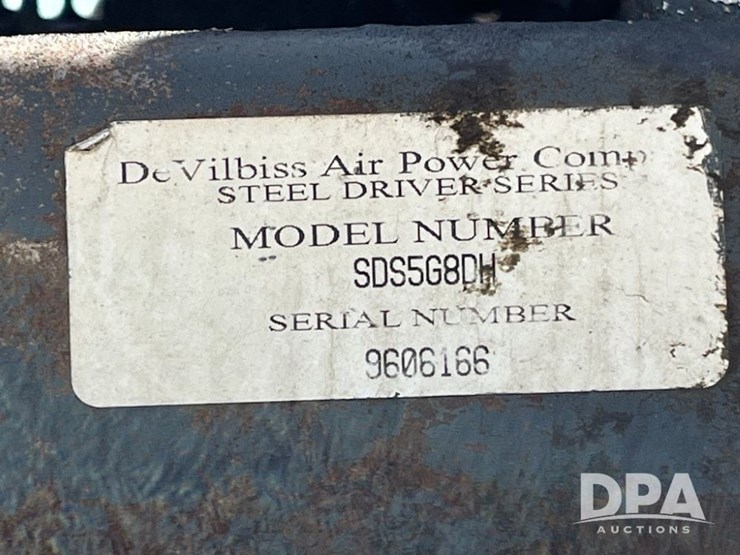 DeVilbiss Air Power Comp
STEEL DRIVER SERIES
MODEL NUMBER
SDS5G8DH
SERIAL NUMBER
9606166
DPA
AUCTIONS